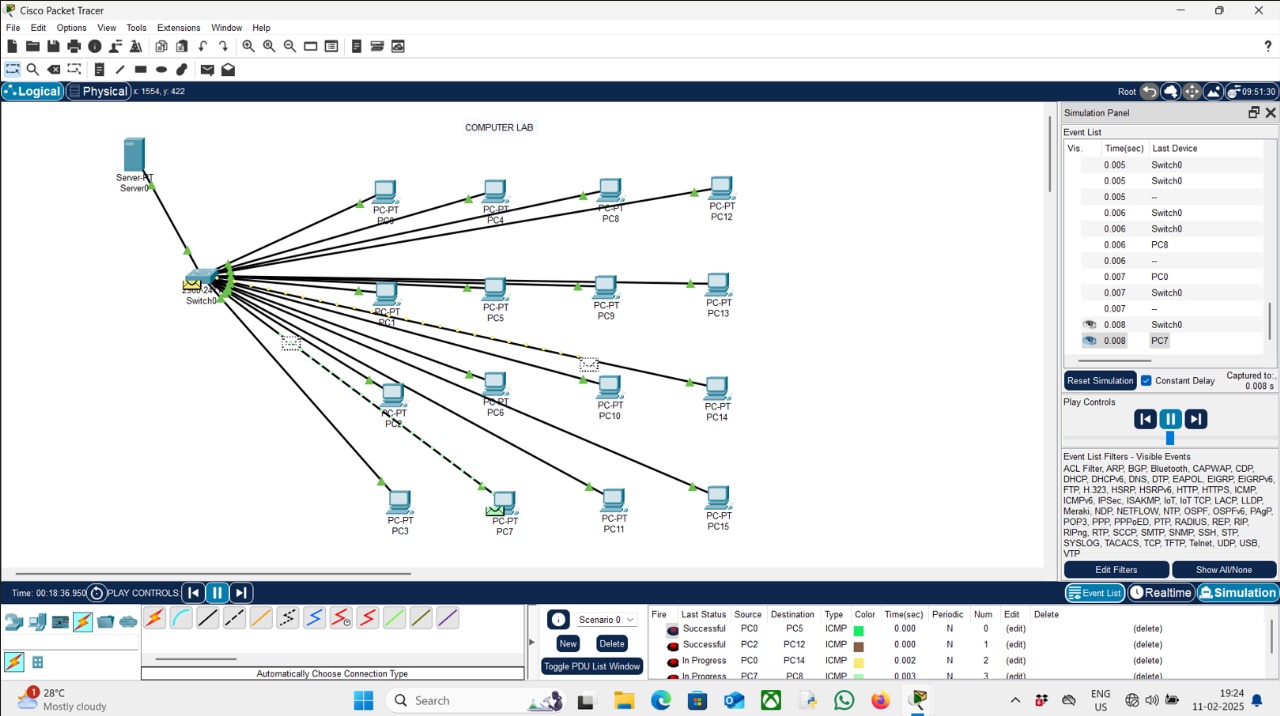 Cisco Packet Tracer
File Edit Options View Tools Extensions Window Help
?
Logical Physical x: 1554, y: 422 Root 09:51:30
COMPUTER LAB
Server-PT
Server0
PC-PT
PC0
PC-PT
PC4
PC-PT
PC8
PC-PT
PC12
Switch0
PC-PT
PC1
PC-PT
PC5
PC-PT
PC9
PC-PT
PC13
PC-PT
PC2
PC-PT
PC6
PC-PT
PC10
PC-PT
PC14
PC-PT
PC3
PC-PT
PC7
PC-PT
PC11
PC-PT
PC15
Simulation Panel
Event List
Vis. Time(sec) Last Device
0.005 Switch0
0.005 Switch0
0.005 --
0.006 Switch0
0.006 Switch0
0.006 PC8
0.006 --
0.007 PC0
0.007 Switch0
0.007 --
0.008 Switch0
0.008 PC7
Reset Simulation Constant Delay Captured to:
0.008 s
Play Controls
Event List Filters - Visible Events
ACL Filter, ARP, BGP, Bluetooth, CAPWAP, CDP,
DHCP, DHCPv6, DNS, DTP, EAPOL, EIGRP, EIGRPv6,
FTP, H.323, HSRP, HSRPv6, HTTP, HTTPS, ICMP,
ICMPv6, IPSec, ISAKMP, IoT, IoT TCP, LACP, LLDP,
Meraki, NDP, NETFLOW, NTP, OSPF, OSPFv6, PAgP,
POP3, PPP, PPPoED, PTP, RADIUS, REP, RIP,
RIPng, RTP, SCCP, SMTP, SNMP, SSH, STP,
SYSLOG, TACACS, TCP, TFTP, Telnet, UDP, USB,
VTP
Edit Filters Show All/None
Time: 00:18:36.950 PLAY CONTROLS: Event List Realtime Simulation
Automatically Choose Connection Type
Scenario 0
New Delete
Toggle PDU List Window
Fire Last Status Source Destination Type Color Time(sec) Periodic Num Edit Delete
Successful PC0 PC5 ICMP 0.000 N 0 (edit) (delete)
Successful PC2 PC12 ICMP 0.000 N 1 (edit) (delete)
In Progress PC0 PC14 ICMP 0.002 N 2 (edit) (delete)
In Progress PC7 PC8 ICMP 0.003 N 3 (edit) (delete)
1
28°C
Mostly cloudy
Search
ENG
US
19:24
11-02-2025